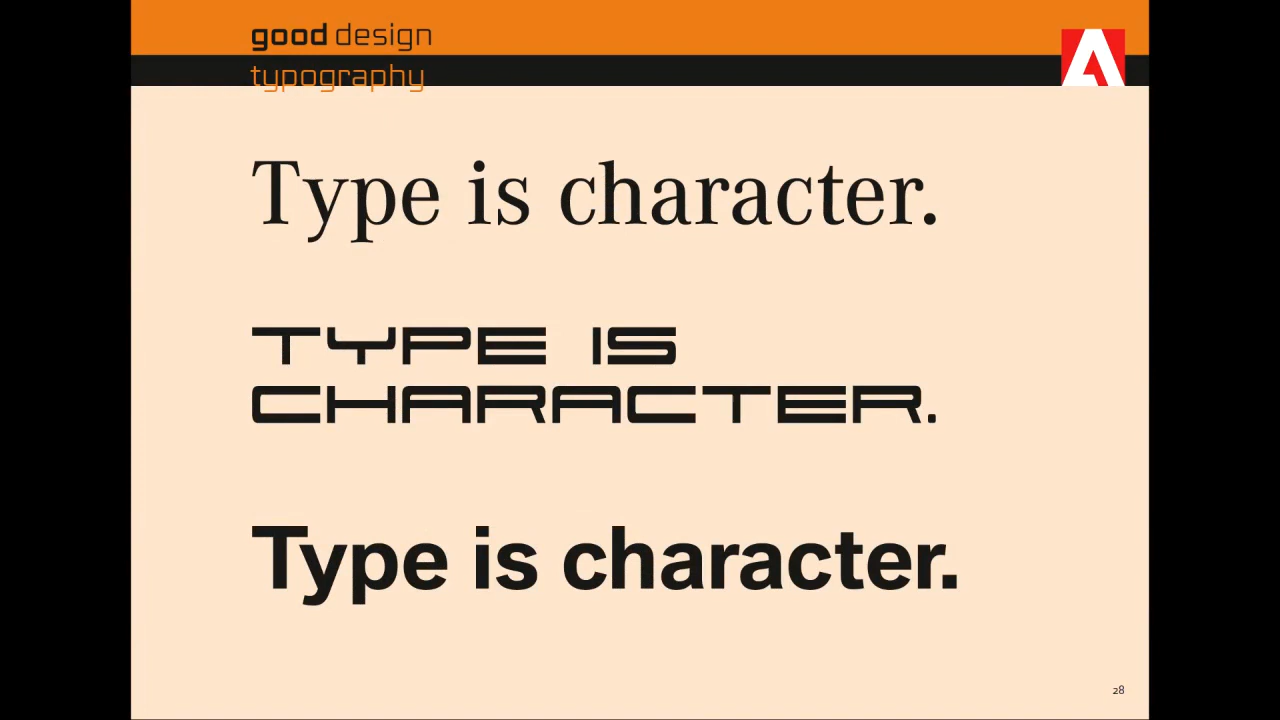 good design
typography
Type is character.
TYPE IS
CHARACTER.
Type is character.
28